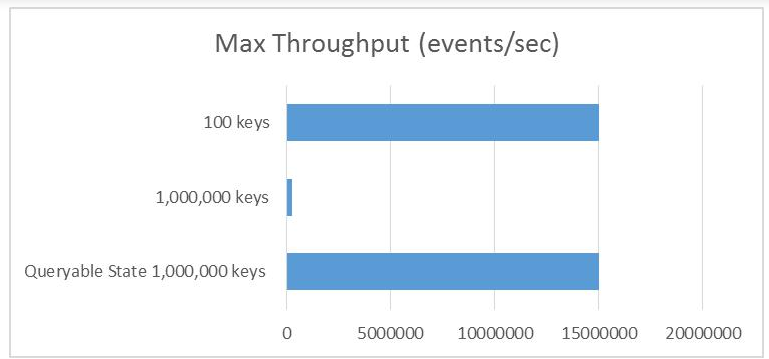 Max Throughput (events/sec)
100 keys
1,000,000 keys
Queryable State 1,000,000 keys
0 5000000 10000000 15000000 20000000